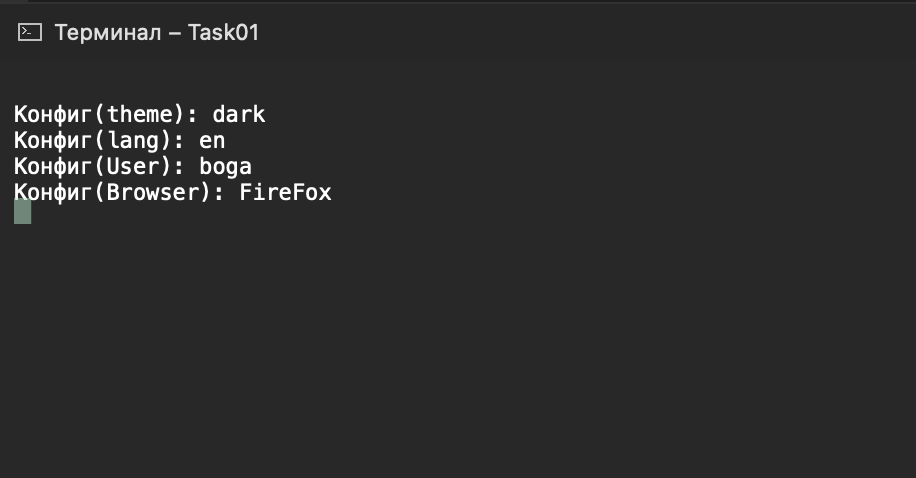 Терминал – Task01
Конфиг(theme): dark
Конфиг(lang): en
Конфиг(User): boga
Конфиг(Browser): FireFox